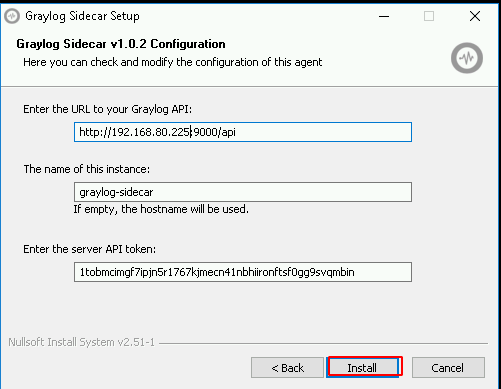 Graylog Sidecar Setup
Graylog Sidecar v1.0.2 Configuration
Here you can check and modify the configuration of this agent
Enter the URL to your Graylog API:
http://192.168.80.225:9000/api
The name of this instance:
graylog-sidecar
If empty, the hostname will be used.
Enter the server API token:
1tobmcimgf7ipjn5r1767kjmecn41nbhiironftsf0gg9svqmbin
Nullsoft Install System v2.51-1
< Back Install Cancel